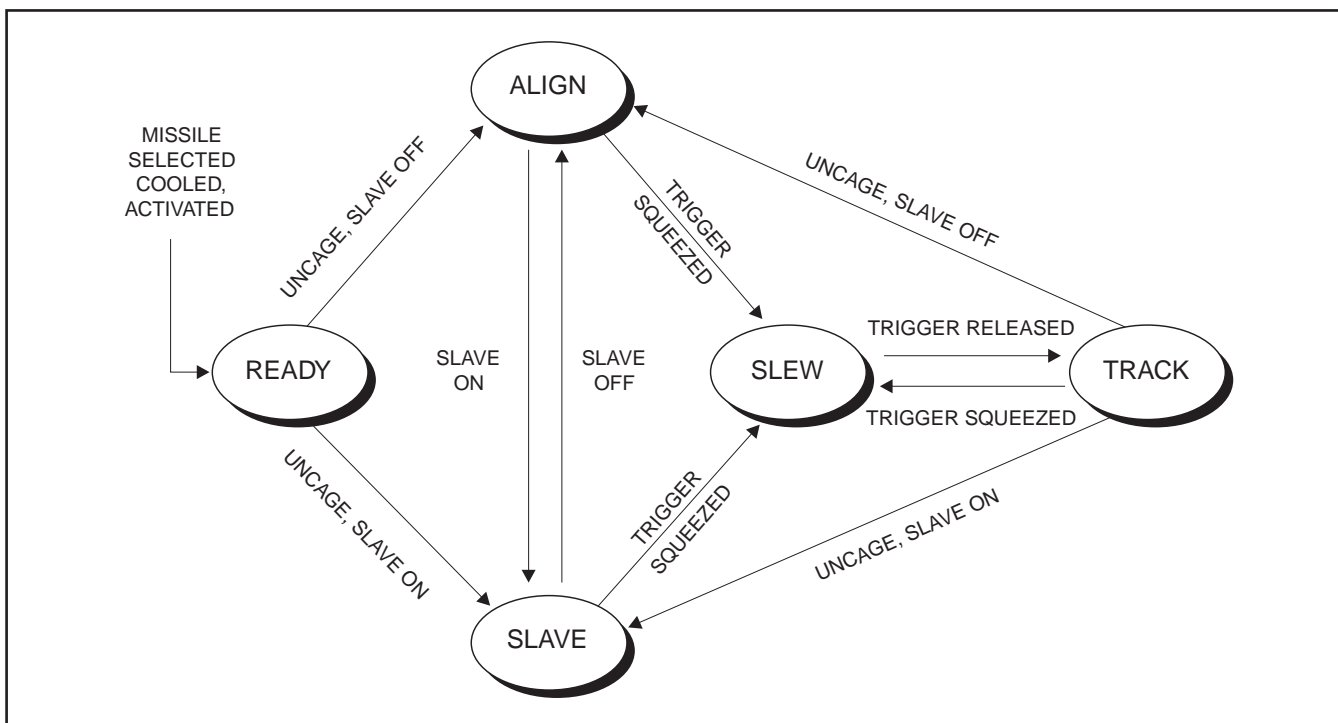 ALIGN
MISSILE
SELECTED
COOLED,
ACTIVATED
UNCAGE, SLAVE OFF
TRIGGER
SQUEEZED
UNCAGE, SLAVE OFF
READY
SLAVE
ON
SLAVE
OFF
SLEW
TRIGGER RELEASED
TRIGGER SQUEEZED
TRACK
UNCAGE, SLAVE ON
TRIGGER
SQUEEZED
UNCAGE, SLAVE ON
SLAVE